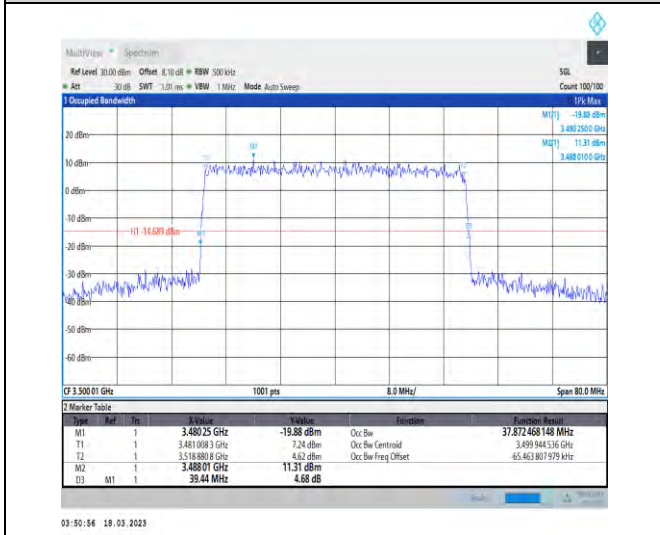 MultiView Spectrum
Ref Level 30.00 dBm Offset 8.10 dB RBW 500 kHz SGL
Att 30 dB SWT 1.01 ms VBW 1 MHz Mode Auto Sweep Count 100/100
1 Occupied Bandwidth 1Pk Max
M1[1] -19.88 dBm
3.480 250 0 GHz
M2[1] 11.31 dBm
3.488 010 0 GHz
20 dBm
M2
10 dBm
0 dBm
-10 dBm
H1 -14.689 dBm
M1
-20 dBm
-30 dBm
-40 dBm
-50 dBm
-60 dBm
CF 3.500 01 GHz 1001 pts 8.0 MHz/ Span 80.0 MHz
2 Marker Table
Type Ref Trc X-Value Y-Value Function Function Result
M1 1 3.480 25 GHz -19.88 dBm Occ Bw 37.872 468 148 MHz
T1 1 3.481 008 3 GHz 7.24 dBm Occ Bw Centroid 3.499 944 536 GHz
T2 1 3.518 880 8 GHz 4.62 dBm Occ Bw Freq Offset -65.463 807 979 kHz
M2 1 3.488 01 GHz 11.31 dBm
D3 M1 1 39.44 MHz 4.68 dB
03:50:56 18.03.2023